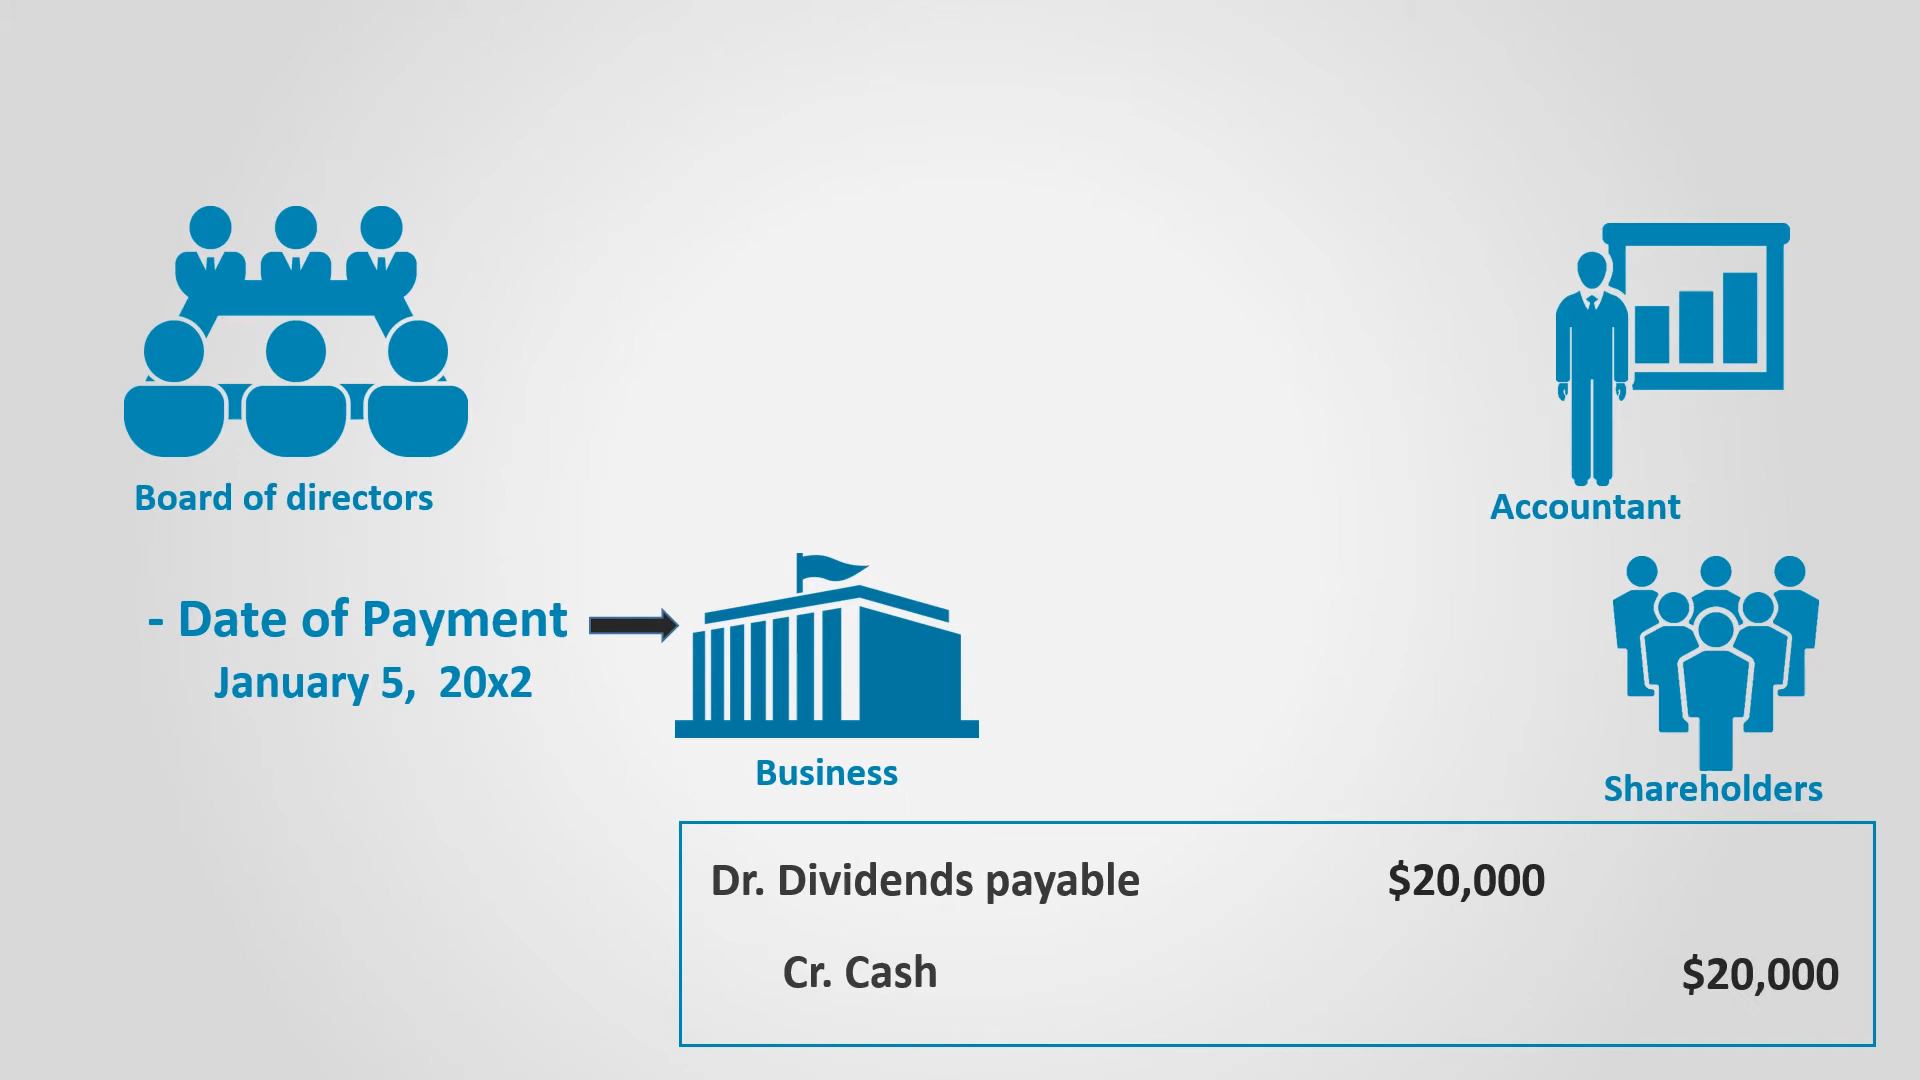 Board of directors
Accountant
- Date of Payment
January 5, 20x2
Business
Shareholders
Dr. Dividends payable $20,000
Cr. Cash $20,000